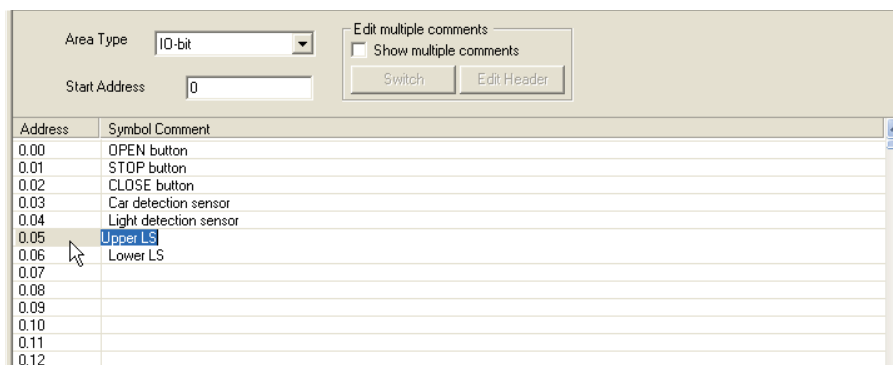 Edit multiple comments
Area Type IO-bit
Show multiple comments
Switch Edit Header
Start Address 0
Address Symbol Comment
0.00 OPEN button
0.01 STOP button
0.02 CLOSE button
0.03 Car detection sensor
0.04 Light detection sensor
0.05 Upper LS
0.06 Lower LS
0.07
0.08
0.09
0.10
0.11
0.12